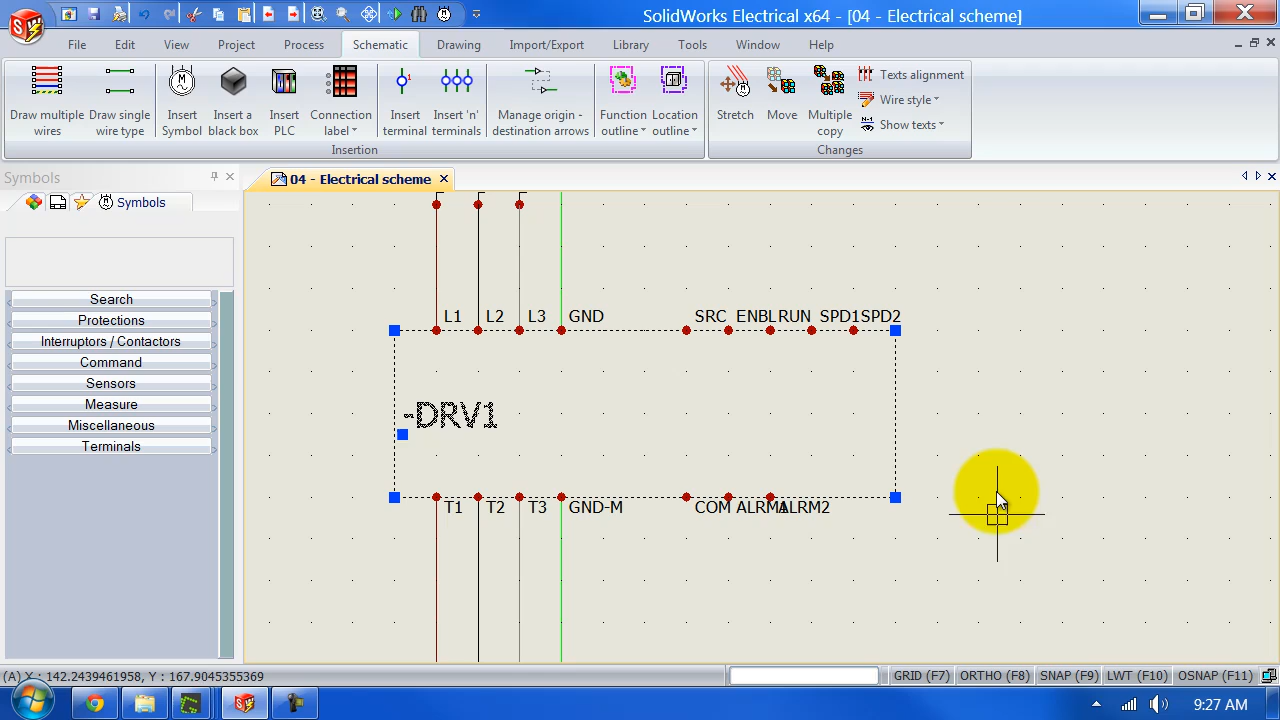 SolidWorks Electrical x64 - [04 - Electrical scheme]
File Edit View Project Process Schematic Drawing Import/Export Library Tools Window Help
Draw multiple wires
Draw single wire type
Insert Symbol
Insert a black box
Insert PLC
Connection label
Insert terminal
Insert 'n' terminals
Manage origin - destination arrows
Function outline
Location outline
Stretch
Move
Multiple copy
Texts alignment
Wire style
Show texts
Insertion
Changes
Symbols
04 - Electrical scheme
Symbols
Search
Protections
Interruptors / Contactors
Command
Sensors
Measure
Miscellaneous
Terminals
L1 L2 L3 GND SRC ENBL RUN SPD1 SPD2
-DRV1
T1 T2 T3 GND-M COM ALRM1 ALRM2
(A) X : 142.2439461958, Y : 167.9045355369
GRID (F7) ORTHO (F8) SNAP (F9) LWT (F10) OSNAP (F11)
9:27 AM